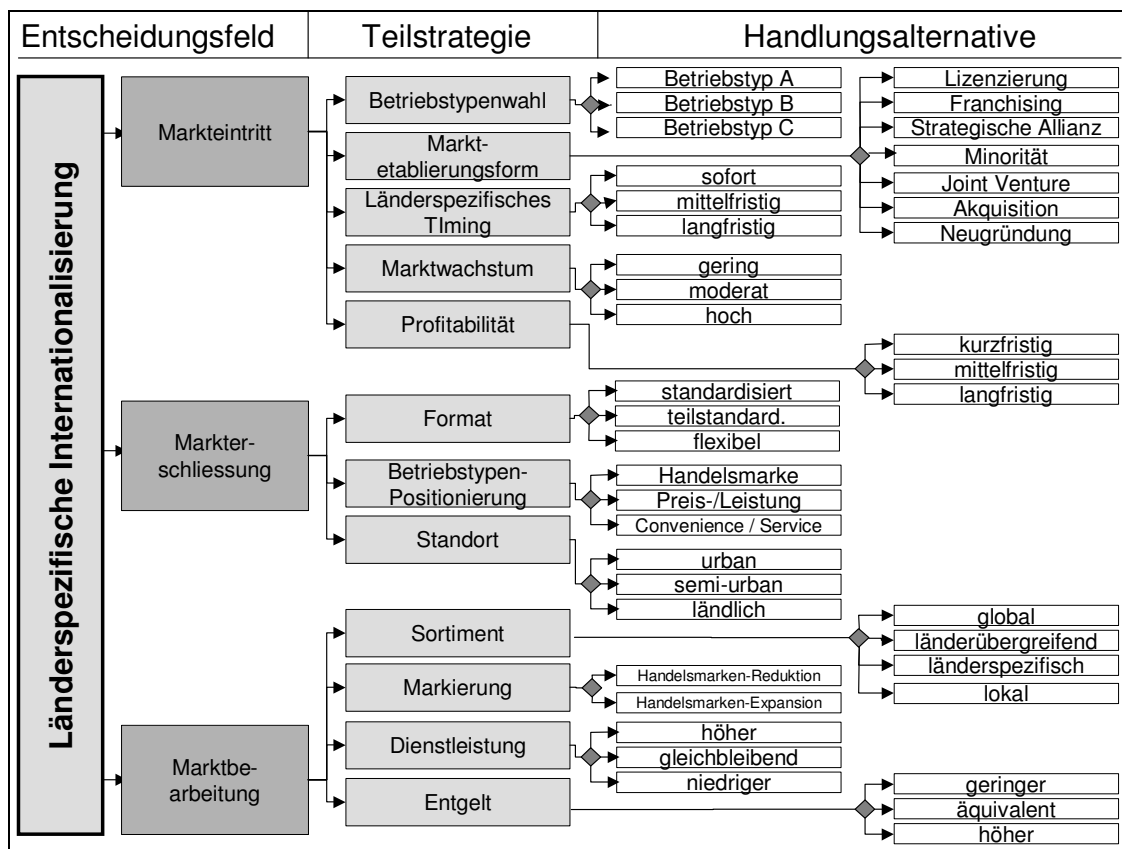 Entscheidungsfeld
Teilstrategie
Handlungsalternative
Länderspezifische Internationalisierung
Markteintritt
Betriebstypenwahl
Betriebstyp A
Betriebstyp B
Betriebstyp C
Markt-
etablierungsform
Lizenzierung
Franchising
Strategische Allianz
Minorität
Joint Venture
Akquisition
Neugründung
Länderspezifisches
TIming
sofort
mittelfristig
langfristig
Marktwachstum
gering
moderat
hoch
Profitabilität
kurzfristig
mittelfristig
langfristig
Markter-
schliessung
Format
standardisiert
teilstandard.
flexibel
Betriebstypen-
Positionierung
Handelsmarke
Preis-/Leistung
Convenience / Service
Standort
urban
semi-urban
ländlich
Marktbe-
arbeitung
Sortiment
global
länderübergreifend
länderspezifisch
lokal
Markierung
Handelsmarken-Reduktion
Handelsmarken-Expansion
Dienstleistung
höher
gleichbleibend
niedriger
Entgelt
geringer
äquivalent
höher